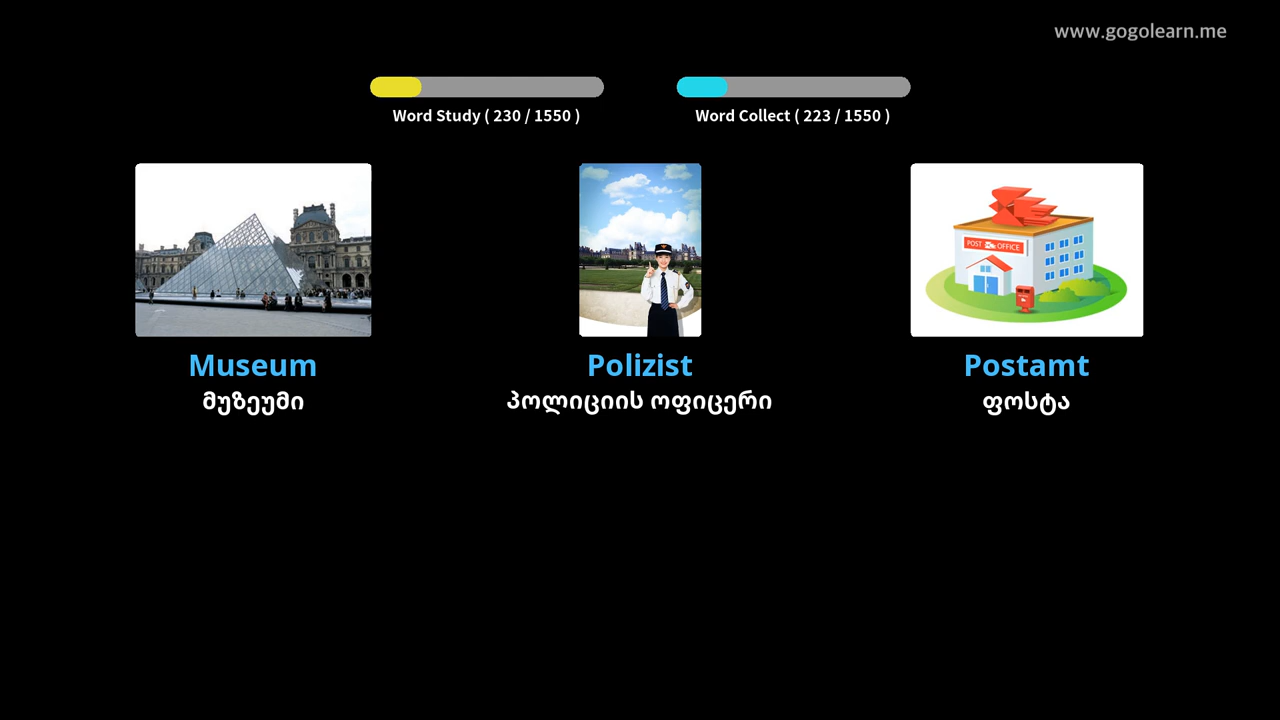 www.gogolearn.me
Word Study ( 230 / 1550 )
Word Collect ( 223 / 1550 )
POST OFFICE
Museum
მუზეუმი
Polizist
პოლიციის ოფიცერი
Postamt
ფოსტა